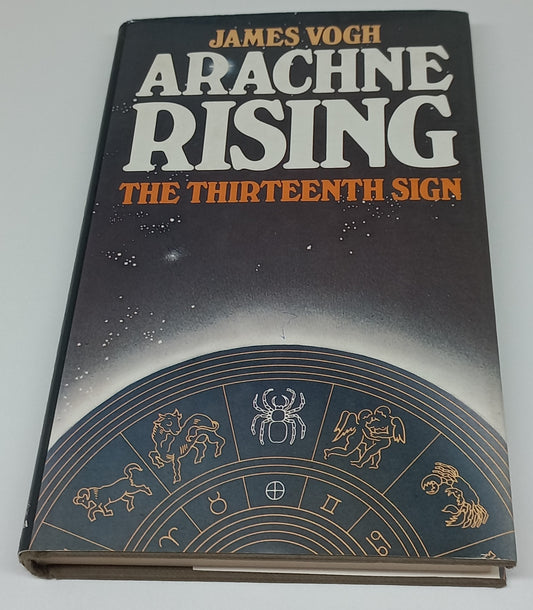 JAMES VOGH
ARACHNE
RISING
THE THIRTEENTH SIGN